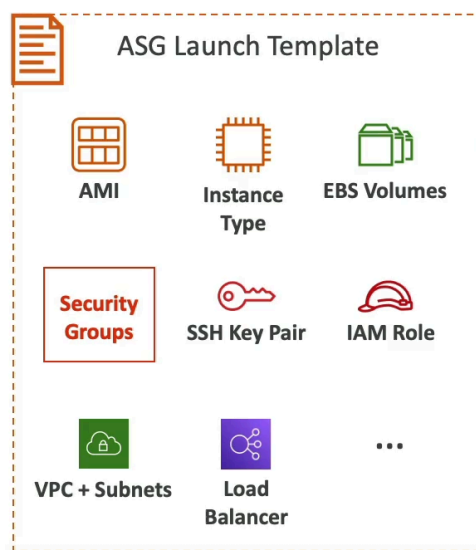 ASG Launch Template
AMI
Instance
Type
EBS Volumes
Security
Groups
SSH Key Pair
IAM Role
VPC + Subnets
Load
Balancer
...